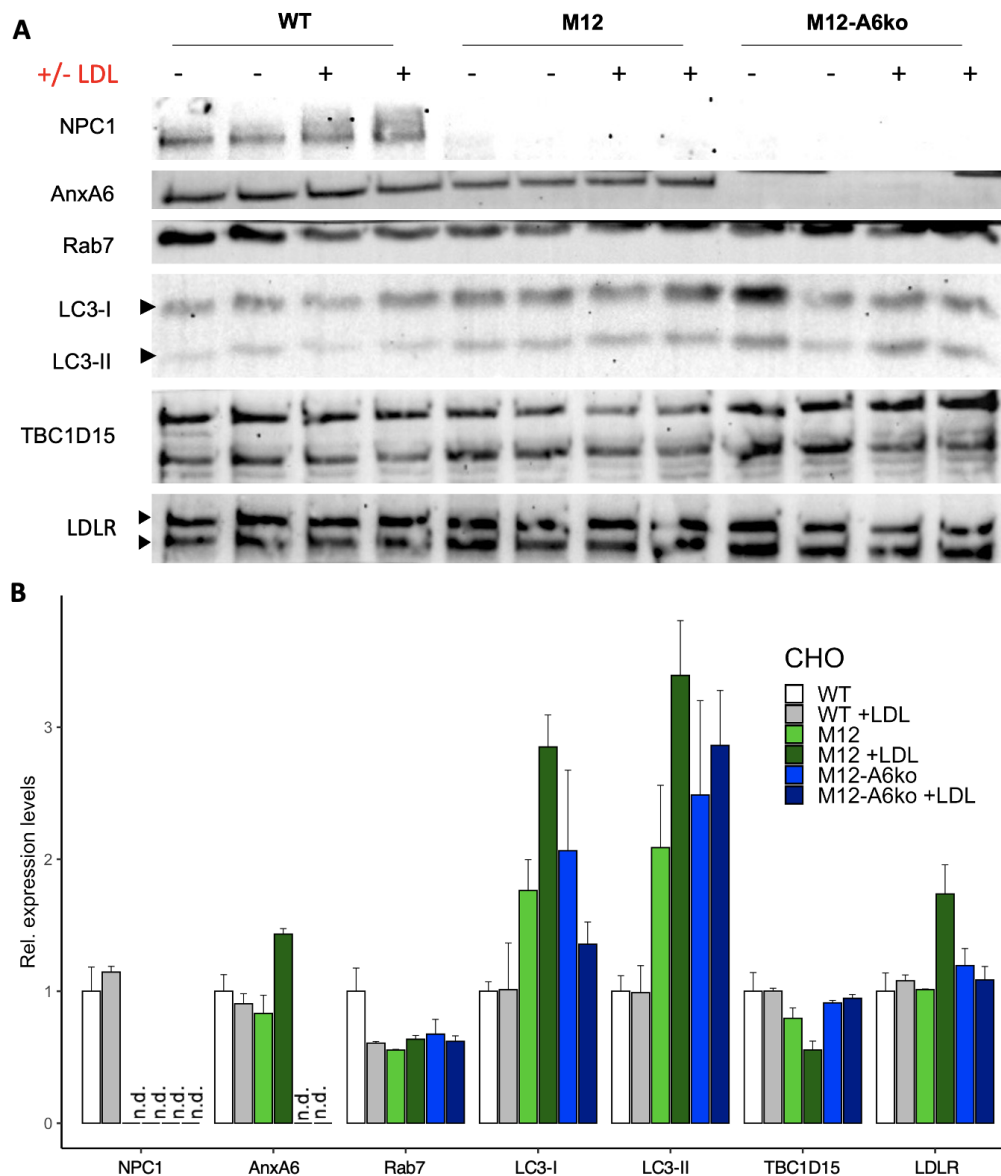 A
WT M12 M12-A6ko
+/- LDL - - + + - - + + - - + +
NPC1
AnxA6
Rab7
LC3-I
LC3-II
TBC1D15
LDLR
B
CHO
WT
WT +LDL
M12
M12 +LDL
M12-A6ko
M12-A6ko +LDL
Rel. expression levels
3
2
1
0
n.d. n.d. n.d. n.d. n.d. n.d.
NPC1 AnxA6 Rab7 LC3-I LC3-II TBC1D15 LDLR